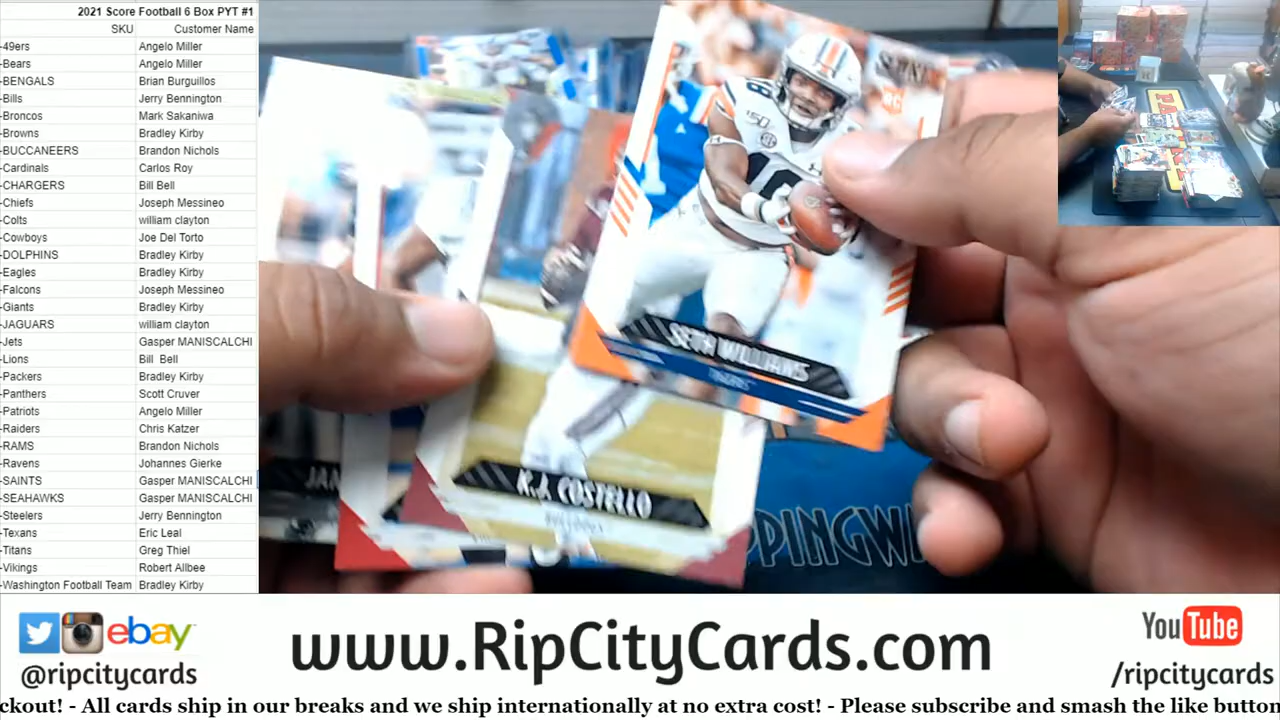 2021 Score Football 6 Box PYT #1
SKU Customer Name
-49ers Angelo Miller
-Bears Angelo Miller
-BENGALS Brian Burguillos
-Bills Jerry Bennington
-Broncos Mark Sakaniwa
-Browns Bradley Kirby
-BUCCANEERS Brandon Nichols
-Cardinals Carlos Roy
-CHARGERS Bill Bell
-Chiefs Joseph Messineo
-Colts william clayton
-Cowboys Joe Del Torto
-DOLPHINS Bradley Kirby
-Eagles Bradley Kirby
-Falcons Joseph Messineo
-Giants Bradley Kirby
-JAGUARS william clayton
-Jets Gasper MANISCALCHI
-Lions Bill Bell
-Packers Bradley Kirby
-Panthers Scott Cruver
-Patriots Angelo Miller
-Raiders Chris Katzer
-RAMS Brandon Nichols
-Ravens Johannes Gierke
-SAINTS Gasper MANISCALCHI
-SEAHAWKS Gasper MANISCALCHI
-Steelers Jerry Bennington
-Texans Eric Leal
-Titans Greg Thiel
-Vikings Robert Allbee
-Washington Football Team Bradley Kirby
RC
150
18
SETH WILLIAMS
TIGERS
K.J. COSTELLO
BULLDOGS
JAN
PPINGW
ebay
@ripcitycards
www.RipCityCards.com
YouTube
/ripcitycards
ckout! - All cards ship in our breaks and we ship internationally at no extra cost! - Please subscribe and smash the like button